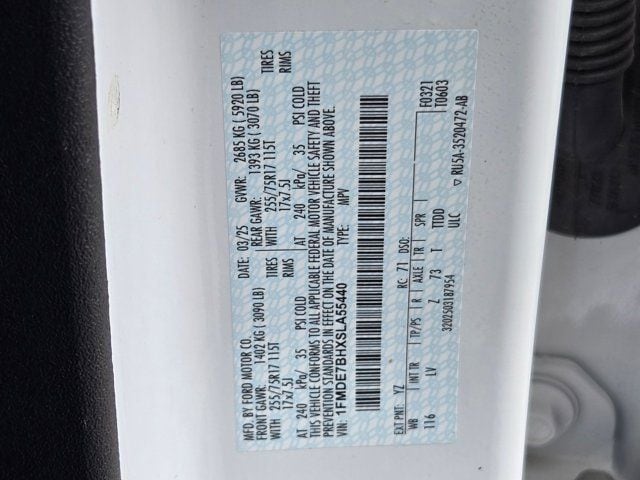 MFD. BY FORD MOTOR CO.
DATE: 03/25
GVWR: 2685 KG ( 5920 LB)
FRONT GAWR: 1402 KG ( 3090 LB)
REAR GAWR: 1393 KG ( 3070 LB)
255/75R17 115T TIRES
WITH 255/75R17 115T TIRES
17x7.5J RIMS
17x7.5J RIMS
AT 240 kPa/ 35 PSI COLD
AT 240 kPa/ 35 PSI COLD
THIS VEHICLE CONFORMS TO ALL APPLICABLE FEDERAL MOTOR VEHICLE SAFETY AND THEFT
PREVENTION STANDARDS IN EFFECT ON THE DATE OF MANUFACTURE SHOWN ABOVE.
VIN: 1FMDE7BHXSLA55440
TYPE: MPV
F0321
T0603
EXT PNT: YZ RC: 71 DSO:
WB INT TR TP/PS R AXLE TR SPR
116 LV Z 73 T TTDD
ULC
3202503187954
RU5A-3520472-AB